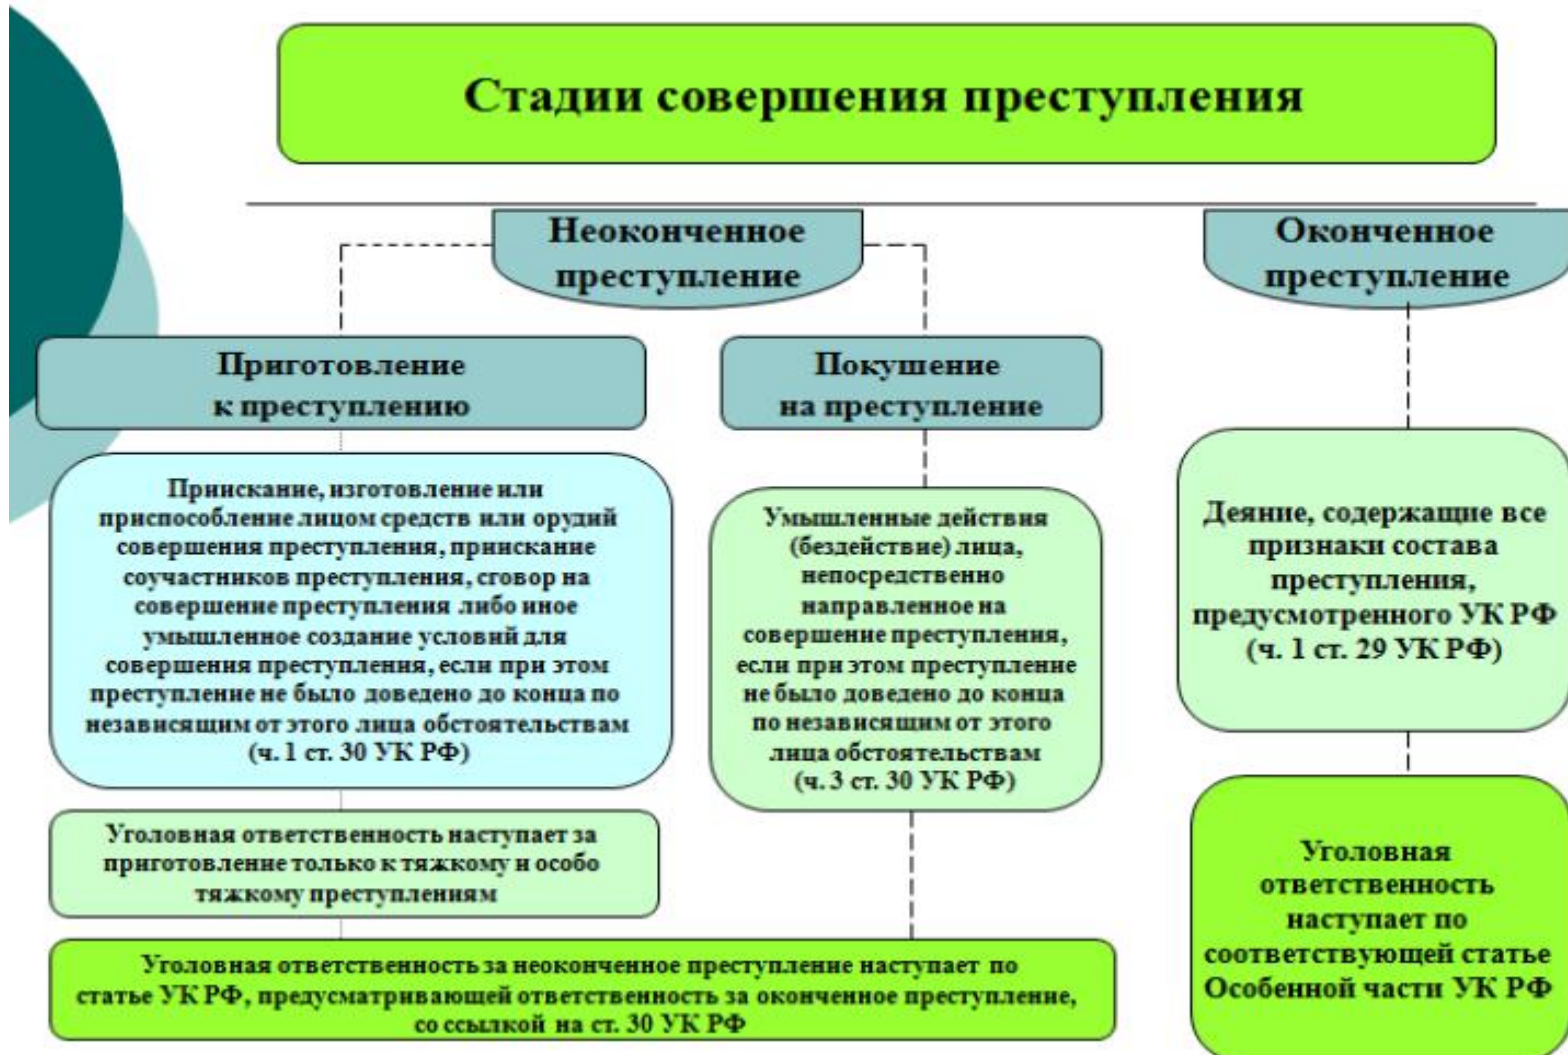 Стадии совершения преступления
Неоконченное
преступление
Оконченное
преступление
Приготовление
к преступлению
Покушение
на преступление
Приискание, изготовление или
приспособление лицом средств или орудий
совершения преступления, приискание
соучастников преступления, сговор на
совершение преступления либо иное
умышленное создание условий для
совершения преступления, если при этом
преступление не было доведено до конца по
независящим от этого лица обстоятельствам
(ч. 1 ст. 30 УК РФ)
Умышленные действия
(бездействие) лица,
непосредственно
направленное на
совершение преступления,
если при этом преступление
не было доведено до конца
по независящим от этого
лица обстоятельствам
(ч. 3 ст. 30 УК РФ)
Деяние, содержащие все
признаки состава
преступления,
предусмотренного УК РФ
(ч. 1 ст. 29 УК РФ)
Уголовная ответственность наступает за
приготовление только к тяжкому и особо
тяжкому преступлениям
Уголовная ответственность за неоконченное преступление наступает по
статье УК РФ, предусматривающей ответственность за оконченное преступление,
со ссылкой на ст. 30 УК РФ
Уголовная
ответственность
наступает по
соответствующей статье
Особенной части УК РФ